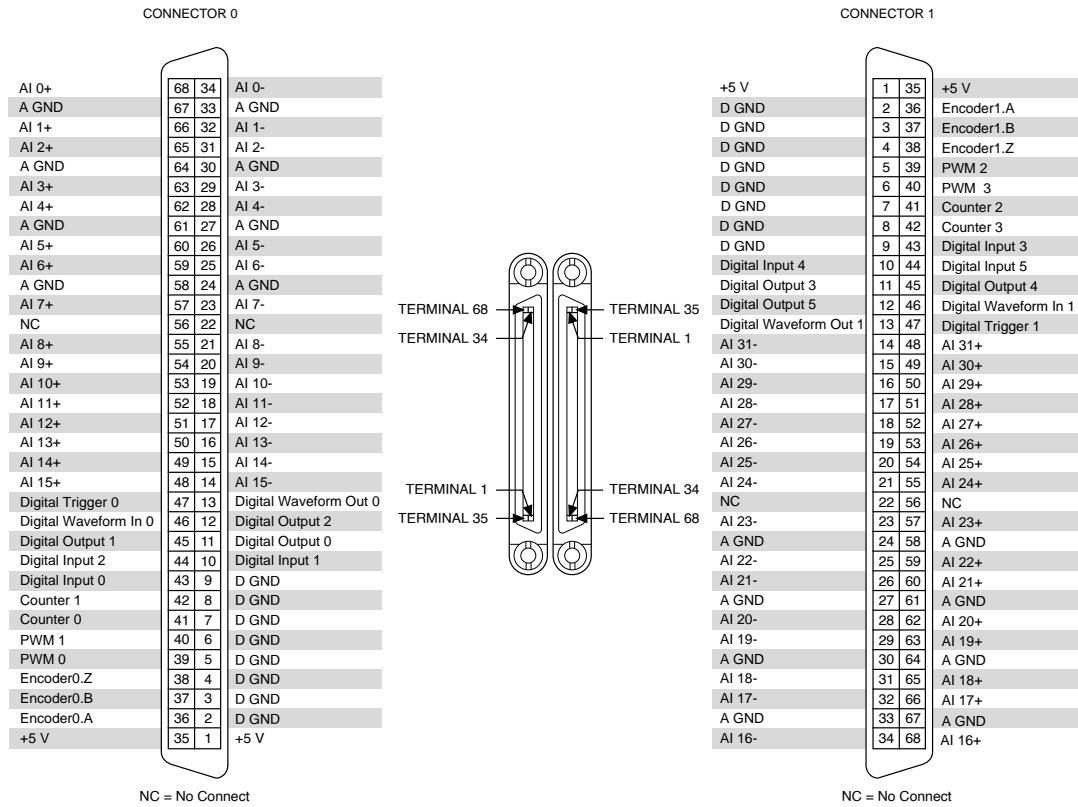 CONNECTOR 0
AI 0+ 68 34 AI 0-
A GND 67 33 A GND
AI 1+ 66 32 AI 1-
AI 2+ 65 31 AI 2-
A GND 64 30 A GND
AI 3+ 63 29 AI 3-
AI 4+ 62 28 AI 4-
A GND 61 27 A GND
AI 5+ 60 26 AI 5-
AI 6+ 59 25 AI 6-
A GND 58 24 A GND
AI 7+ 57 23 AI 7-
NC 56 22 NC
AI 8+ 55 21 AI 8-
AI 9+ 54 20 AI 9-
AI 10+ 53 19 AI 10-
AI 11+ 52 18 AI 11-
AI 12+ 51 17 AI 12-
AI 13+ 50 16 AI 13-
AI 14+ 49 15 AI 14-
AI 15+ 48 14 AI 15-
Digital Trigger 0 47 13 Digital Waveform Out 0
Digital Waveform In 0 46 12 Digital Output 2
Digital Output 1 45 11 Digital Output 0
Digital Input 2 44 10 Digital Input 1
Digital Input 0 43 9 D GND
Counter 1 42 8 D GND
Counter 0 41 7 D GND
PWM 1 40 6 D GND
PWM 0 39 5 D GND
Encoder0.Z 38 4 D GND
Encoder0.B 37 3 D GND
Encoder0.A 36 2 D GND
+5 V 35 1 +5 V
NC = No Connect
TERMINAL 68
TERMINAL 34
TERMINAL 35
TERMINAL 1
TERMINAL 1
TERMINAL 35
TERMINAL 34
TERMINAL 68
CONNECTOR 1
+5 V 1 35 +5 V
D GND 2 36 Encoder1.A
D GND 3 37 Encoder1.B
D GND 4 38 Encoder1.Z
D GND 5 39 PWM 2
D GND 6 40 PWM 3
D GND 7 41 Counter 2
D GND 8 42 Counter 3
D GND 9 43 Digital Input 3
Digital Input 4 10 44 Digital Input 5
Digital Output 3 11 45 Digital Output 4
Digital Output 5 12 46 Digital Waveform In 1
Digital Waveform Out 1 13 47 Digital Trigger 1
AI 31- 14 48 AI 31+
AI 30- 15 49 AI 30+
AI 29- 16 50 AI 29+
AI 28- 17 51 AI 28+
AI 27- 18 52 AI 27+
AI 26- 19 53 AI 26+
AI 25- 20 54 AI 25+
AI 24- 21 55 AI 24+
NC 22 56 NC
AI 23- 23 57 AI 23+
A GND 24 58 A GND
AI 22- 25 59 AI 22+
AI 21- 26 60 AI 21+
A GND 27 61 A GND
AI 20- 28 62 AI 20+
AI 19- 29 63 AI 19+
A GND 30 64 A GND
AI 18- 31 65 AI 18+
AI 17- 32 66 AI 17+
A GND 33 67 A GND
AI 16- 34 68 AI 16+
NC = No Connect